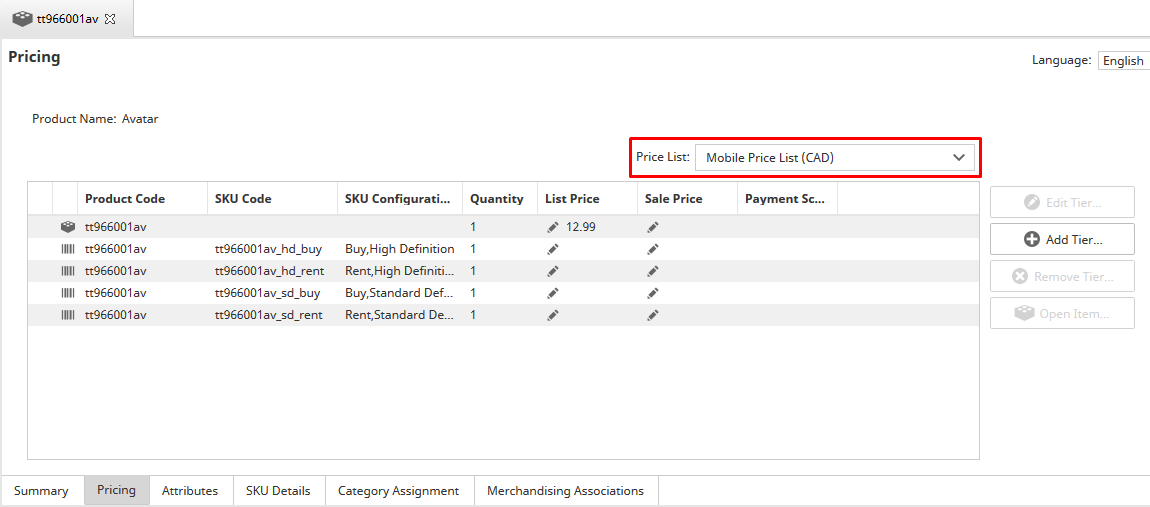 tt966001av
Pricing
Language: English
Product Name: Avatar
Price List: Mobile Price List (CAD)
Product Code SKU Code SKU Configurati... Quantity List Price Sale Price Payment Sc...
tt966001av 1 12.99
tt966001av tt966001av_hd_buy Buy,High Definition 1
tt966001av tt966001av_hd_rent Rent,High Definiti... 1
tt966001av tt966001av_sd_buy Buy,Standard Def... 1
tt966001av tt966001av_sd_rent Rent,Standard De... 1
Edit Tier...
Add Tier...
Remove Tier...
Open Item...
Summary Pricing Attributes SKU Details Category Assignment Merchandising Associations